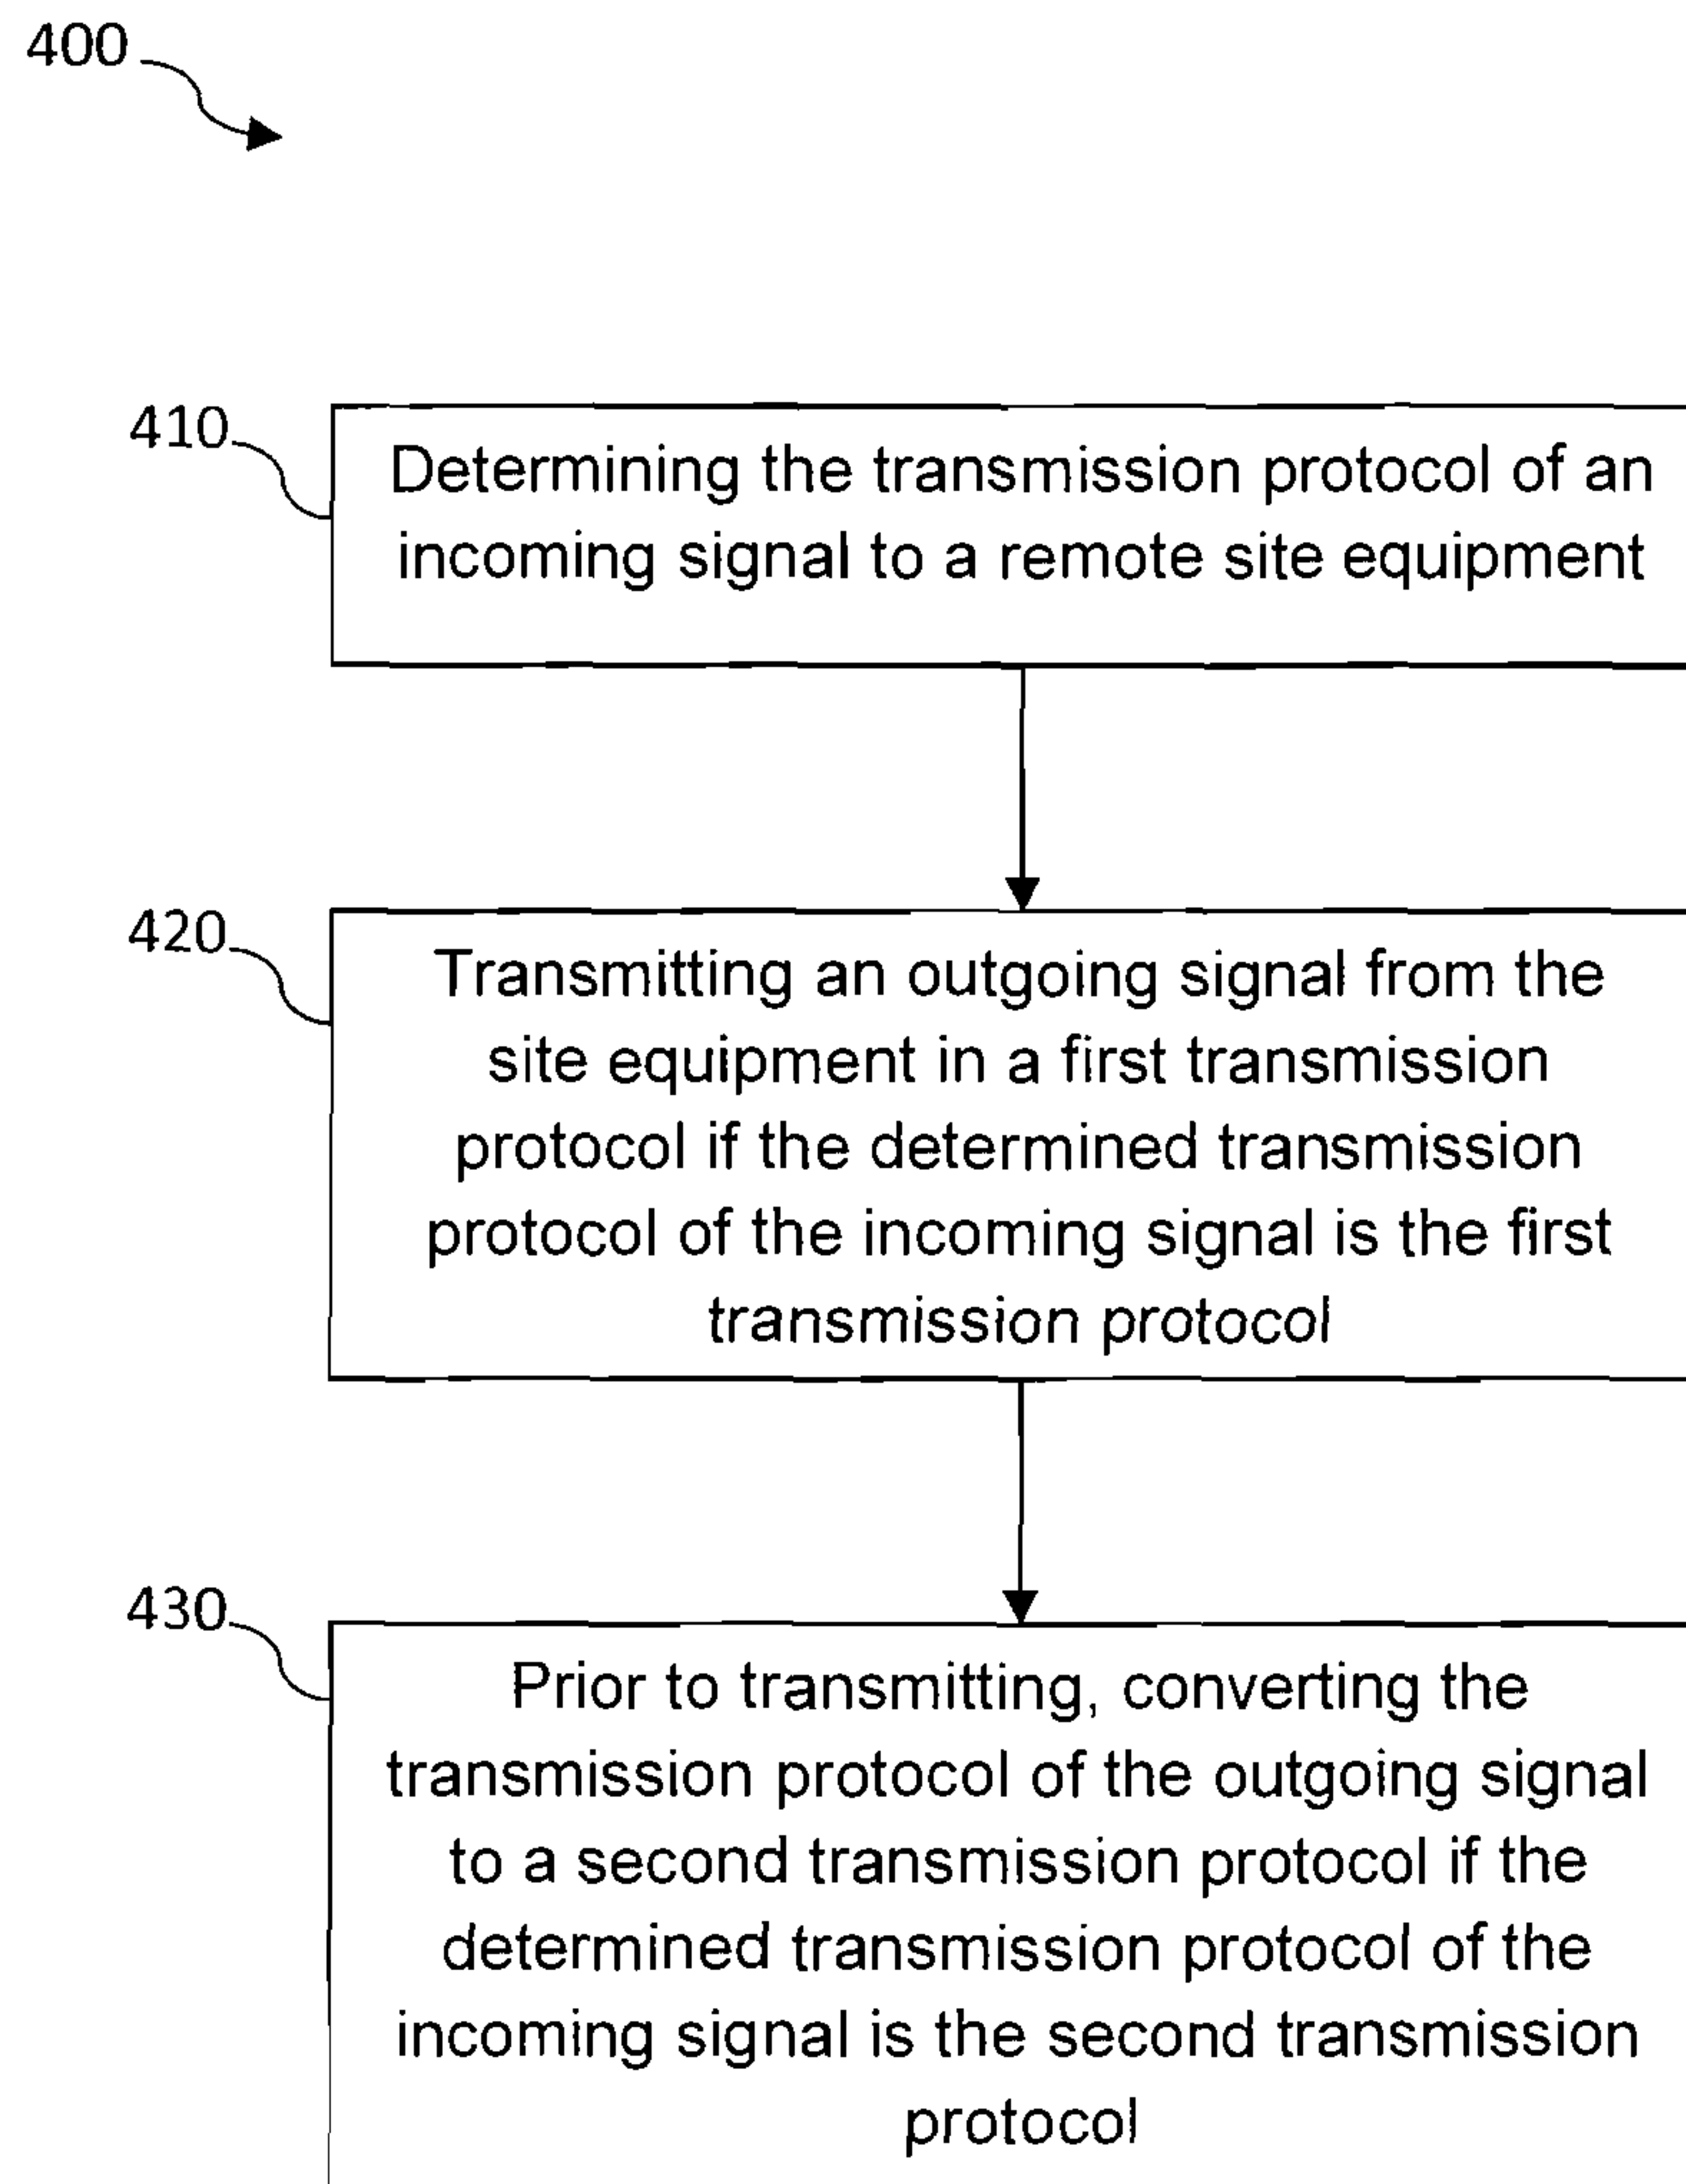 400
410
Determining the transmission protocol of an
incoming signal to a remote site equipment
420
Transmitting an outgoing signal from the
site equipment in a first transmission
protocol if the determined transmission
protocol of the incoming signal is the first
transmission protocol
430
Prior to transmitting, converting the
transmission protocol of the outgoing signal
to a second transmission protocol if the
determined transmission protocol of the
incoming signal is the second transmission
protocol